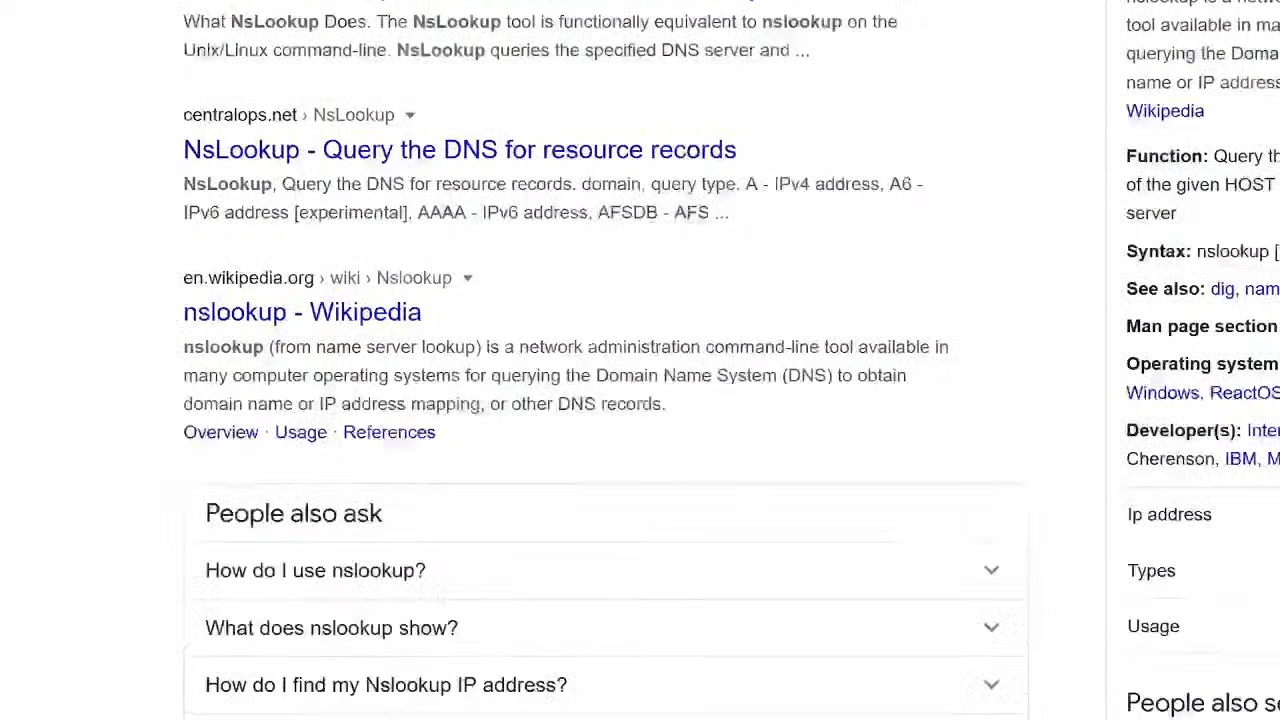 What NsLookup Does. The NsLookup tool is functionally equivalent to nslookup on the
Unix/Linux command-line. NsLookup queries the specified DNS server and ...
centralops.net › NsLookup
NsLookup - Query the DNS for resource records
NsLookup, Query the DNS for resource records. domain, query type. A - IPv4 address, A6 -
IPv6 address [experimental], AAAA - IPv6 address, AFSDB - AFS ...
en.wikipedia.org › wiki › Nslookup
nslookup - Wikipedia
nslookup (from name server lookup) is a network administration command-line tool available in
many computer operating systems for querying the Domain Name System (DNS) to obtain
domain name or IP address mapping, or other DNS records.
Overview · Usage · References
People also ask
How do I use nslookup?
What does nslookup show?
How do I find my Nslookup IP address?
tool available in ma
querying the Doma
name or IP address
Wikipedia
Function: Query th
of the given HOST
server
Syntax: nslookup [
See also: dig, nam
Man page section
Operating system
Windows, ReactOS
Developer(s): Inter
Cherenson, IBM, M
Ip address
Types
Usage
People also se